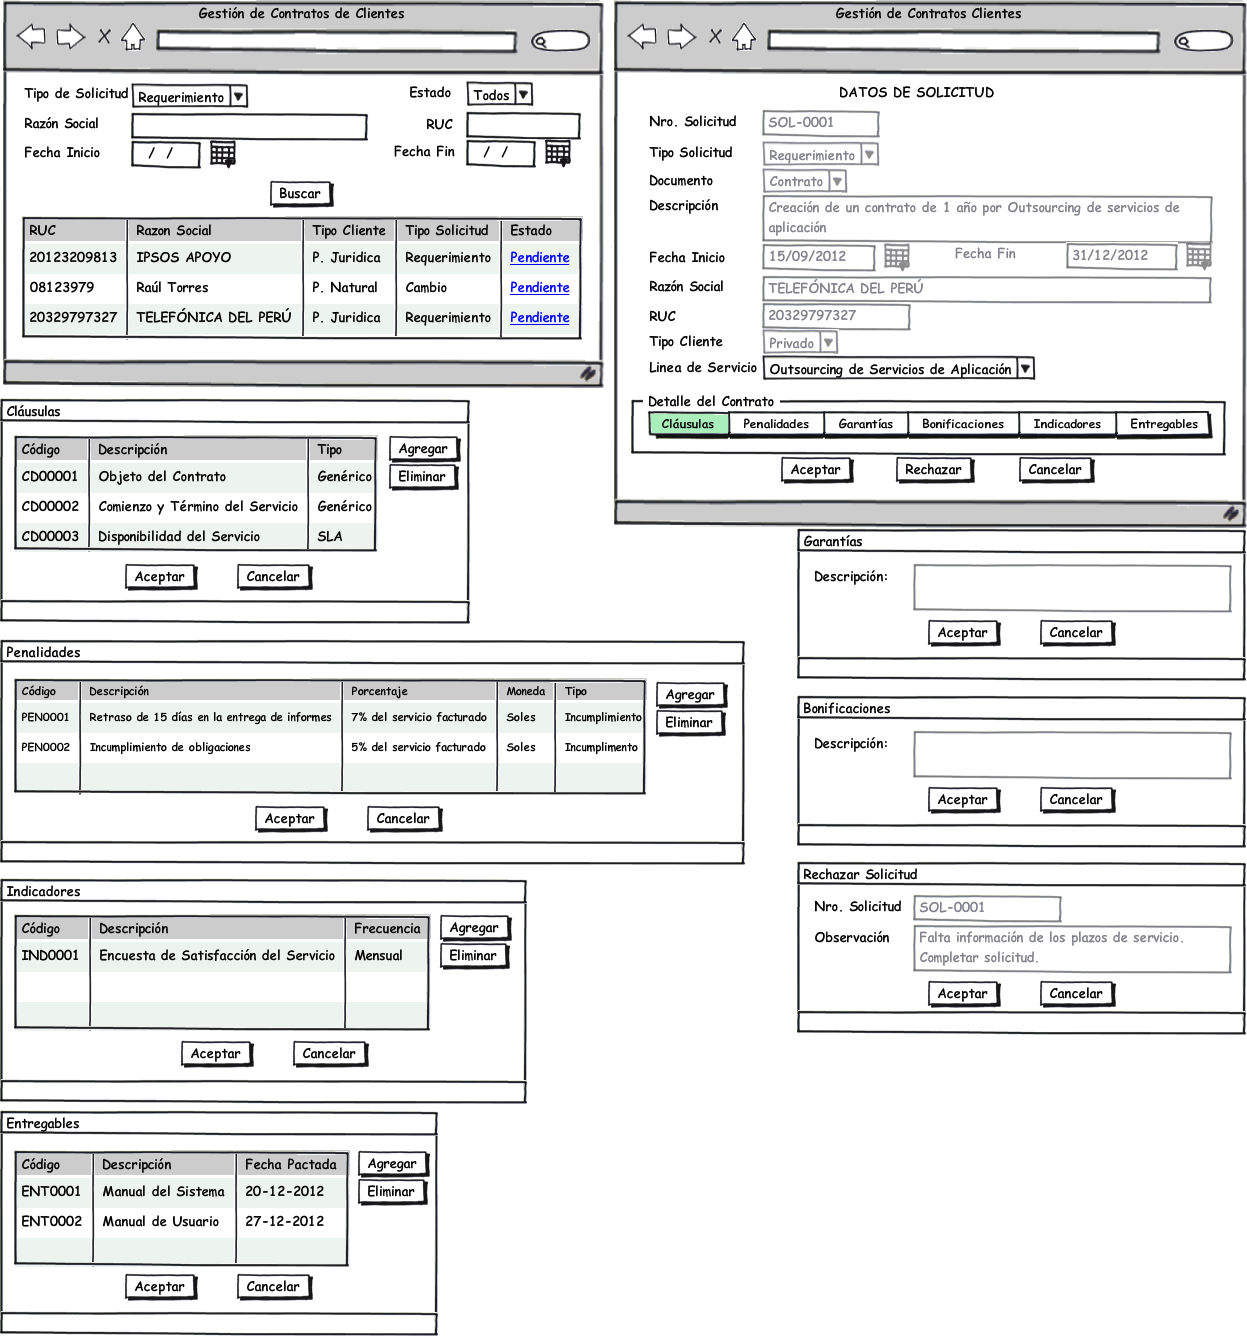 Gestión de Contratos de Clientes
Tipo de Solicitud Requerimiento Estado Todos
Razón Social RUC
Fecha Inicio / / Fecha Fin / /
Buscar
RUC Razon Social Tipo Cliente Tipo Solicitud Estado
20123209813 IPSOS APOYO P. Juridica Requerimiento Pendiente
08123979 Raúl Torres P. Natural Cambio Pendiente
20329797327 TELEFÓNICA DEL PERÚ P. Juridica Requerimiento Pendiente
Gestión de Contratos Clientes
DATOS DE SOLICITUD
Nro. Solicitud SOL-0001
Tipo Solicitud Requerimiento
Documento Contrato
Descripción Creación de un contrato de 1 año por Outsourcing de servicios de
aplicación
Fecha Inicio 15/09/2012 Fecha Fin 31/12/2012
Razón Social TELEFÓNICA DEL PERÚ
RUC 20329797327
Tipo Cliente Privado
Linea de Servicio Outsourcing de Servicios de Aplicación
Detalle del Contrato
Cláusulas Penalidades Garantías Bonificaciones Indicadores Entregables
Aceptar Rechazar Cancelar
Cláusulas
Código Descripción Tipo Agregar
CD00001 Objeto del Contrato Genérico Eliminar
CD00002 Comienzo y Término del Servicio Genérico
CD00003 Disponibilidad del Servicio SLA
Aceptar Cancelar
Garantías
Descripción:
Aceptar Cancelar
Penalidades
Código Descripción Porcentaje Moneda Tipo Agregar
PEN0001 Retraso de 15 días en la entrega de informes 7% del servicio facturado Soles Incumplimiento Eliminar
PEN0002 Incumplimiento de obligaciones 5% del servicio facturado Soles Incumplimento
Aceptar Cancelar
Bonificaciones
Descripción:
Aceptar Cancelar
Indicadores
Código Descripción Frecuencia Agregar
IND0001 Encuesta de Satisfacción del Servicio Mensual Eliminar
Aceptar Cancelar
Rechazar Solicitud
Nro. Solicitud SOL-0001
Observación Falta información de los plazos de servicio.
Completar solicitud.
Aceptar Cancelar
Entregables
Código Descripción Fecha Pactada Agregar
ENT0001 Manual del Sistema 20-12-2012 Eliminar
ENT0002 Manual de Usuario 27-12-2012
Aceptar Cancelar